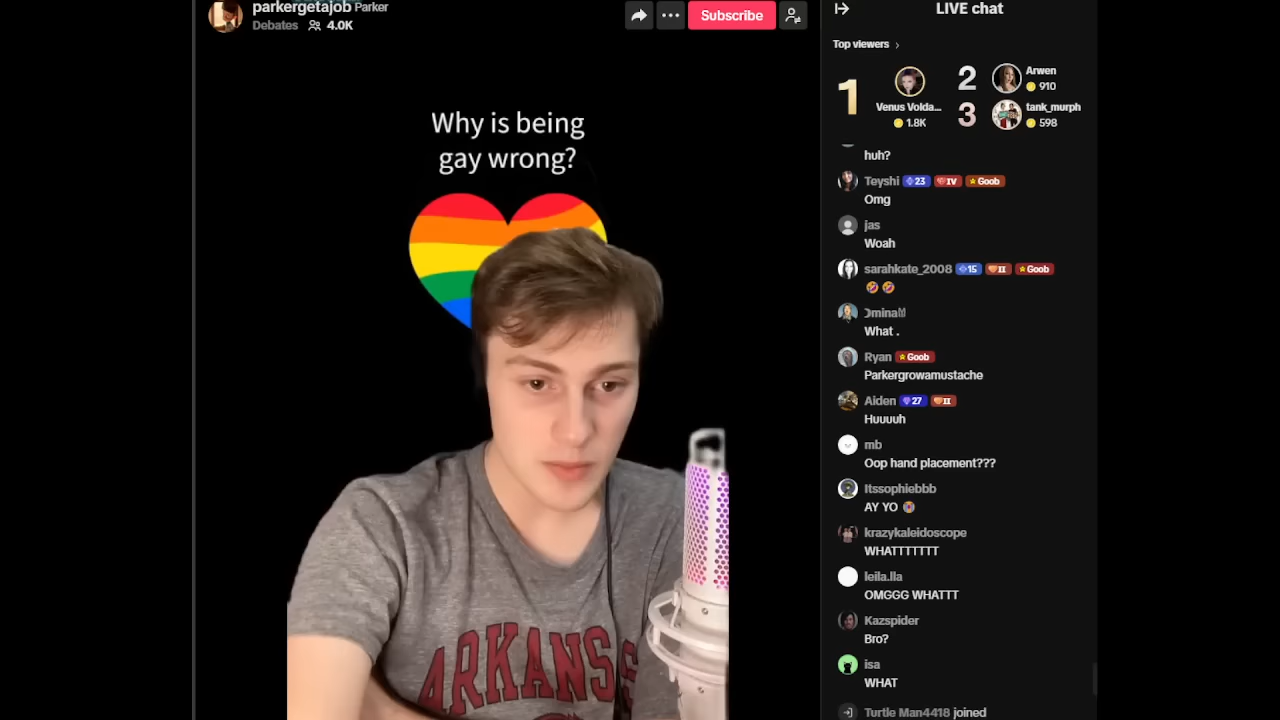 parkergetajob Parker
Debates 4.0K
Subscribe
Why is being
gay wrong?
ARKANSAS
LIVE chat
Top viewers
1
Venus Volda...
1.8K
2
Arwen
910
3
tank_murph
598
huh?
Teyshi 23 IV Goob
Omg
jas
Woah
sarahkate_2008 15 II Goob
🤣 🤣
What .
Ryan Goob
Parkergrowamustache
Aiden 27 II
Huuuuh
mb
Oop hand placement???
Itssophiebbb
AY YO
krazykaleidoscope
WHATTTTTTT
leila.lla
OMGGG WHATTT
Kazspider
Bro?
isa
WHAT
Turtle Man4418 joined